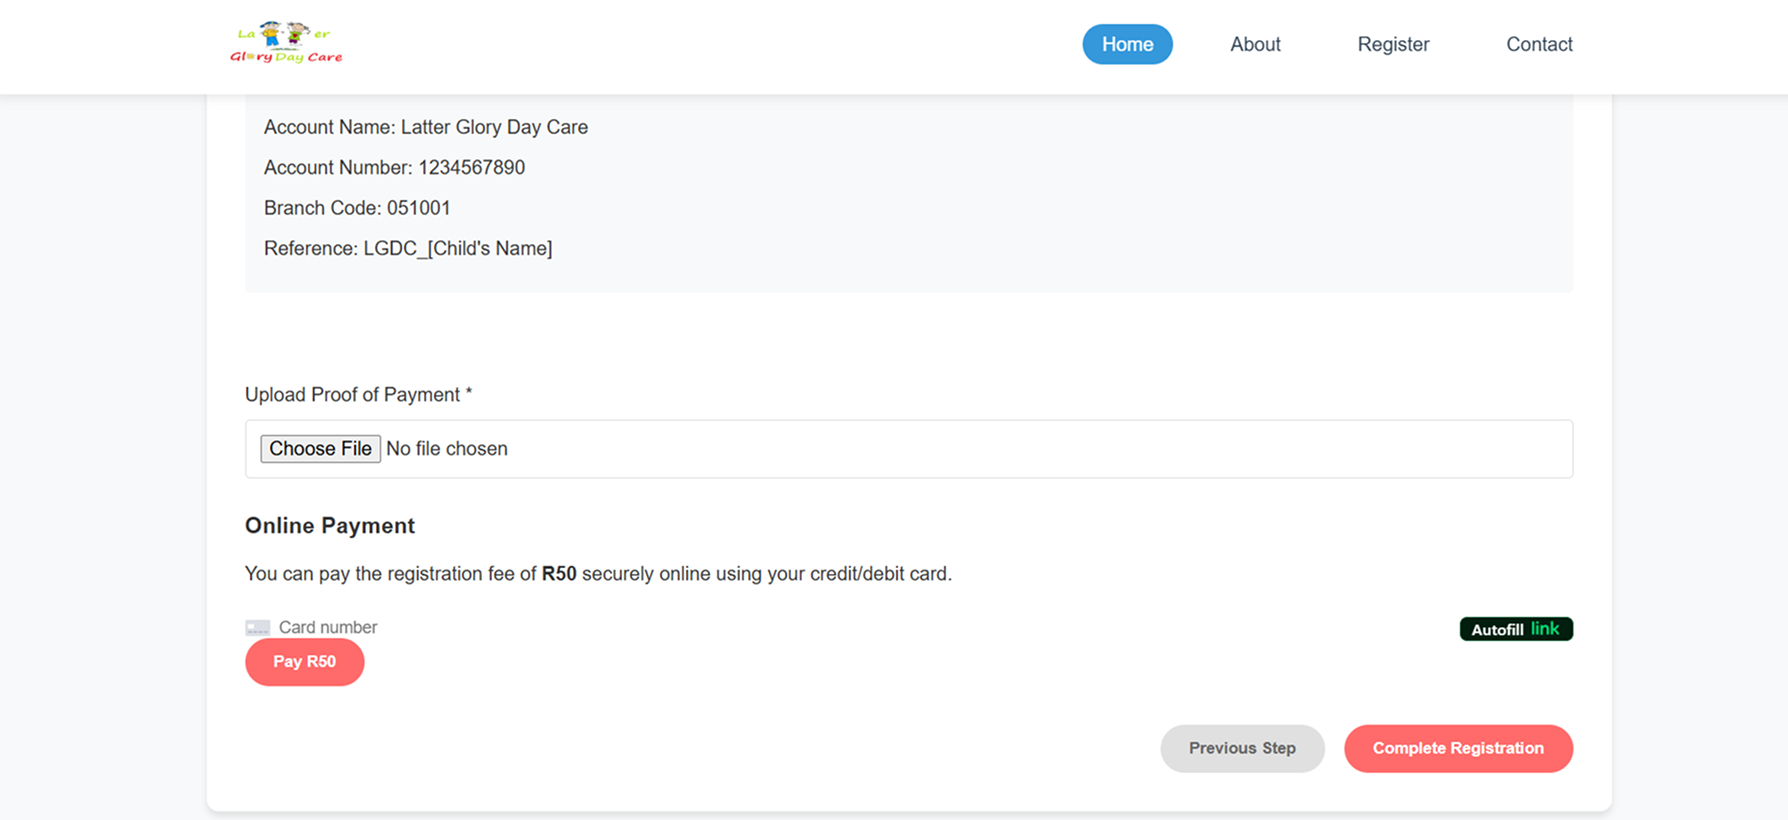 La er
Glory Day Care
Home
About
Register
Contact
Account Name: Latter Glory Day Care
Account Number: 1234567890
Branch Code: 051001
Reference: LGDC_[Child's Name]
Upload Proof of Payment *
Choose File No file chosen
Online Payment
You can pay the registration fee of R50 securely online using your credit/debit card.
Card number
Autofill link
Pay R50
Previous Step
Complete Registration